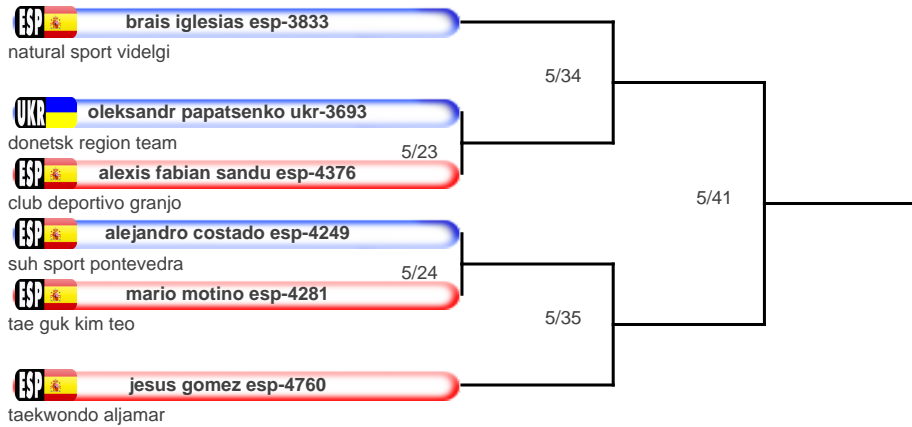 ESP brais iglesias esp-3833
natural sport videlgi
5/34
UKR oleksandr papatsenko ukr-3693
donetsk region team
5/23
ESP alexis fabian sandu esp-4376
club deportivo granjo
5/41
ESP alejandro costado esp-4249
suh sport pontevedra
5/24
ESP mario motino esp-4281
tae guk kim teo
5/35
ESP jesus gomez esp-4760
taekwondo aljamar